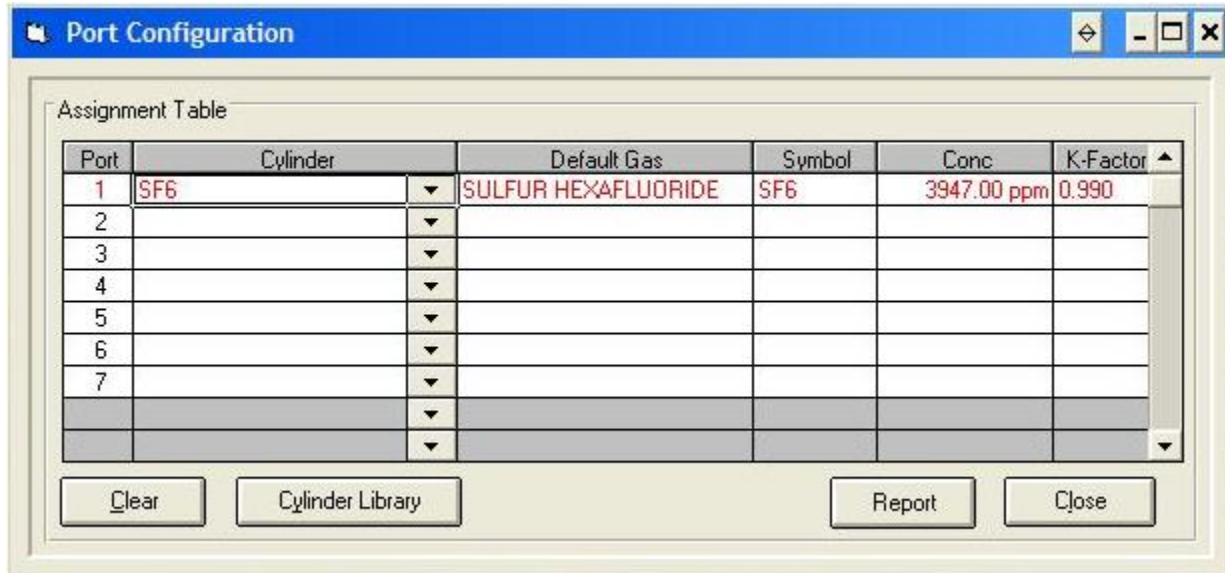 Port Configuration
Assignment Table
Port Cylinder Default Gas Symbol Conc K-Factor
1 SF6 SULFUR HEXAFLUORIDE SF6 3947.00 ppm 0.990
2
3
4
5
6
7
Clear Cylinder Library Report Close